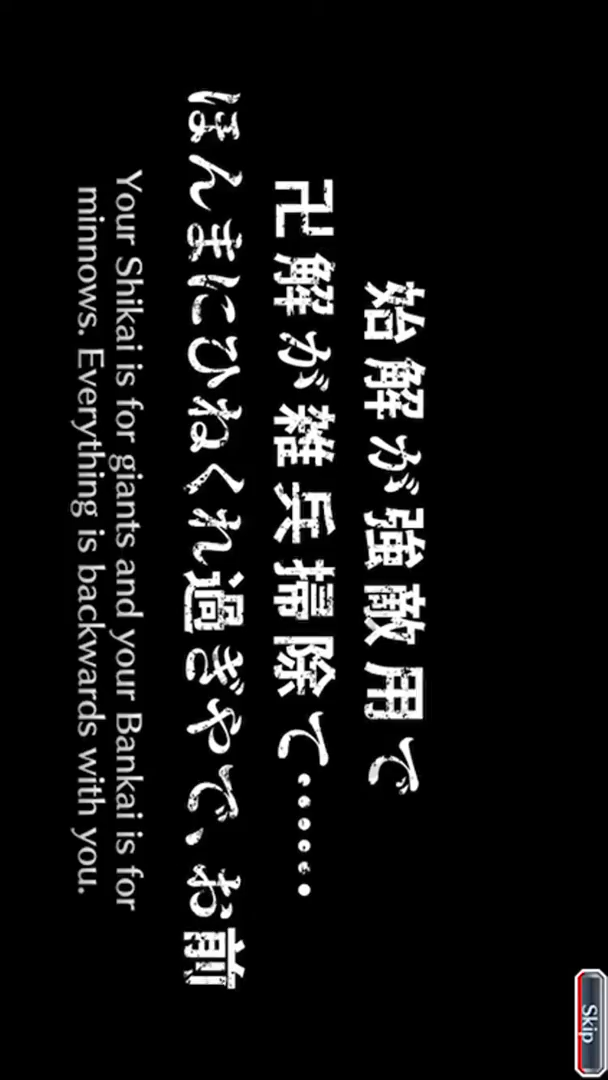 始解が強敵用で
卍解が雑兵掃除て……
ほんまにひねくれ過ぎやで、お前
Your Shikai is for giants and your Bankai is for
minnows. Everything is backwards with you.
Skip